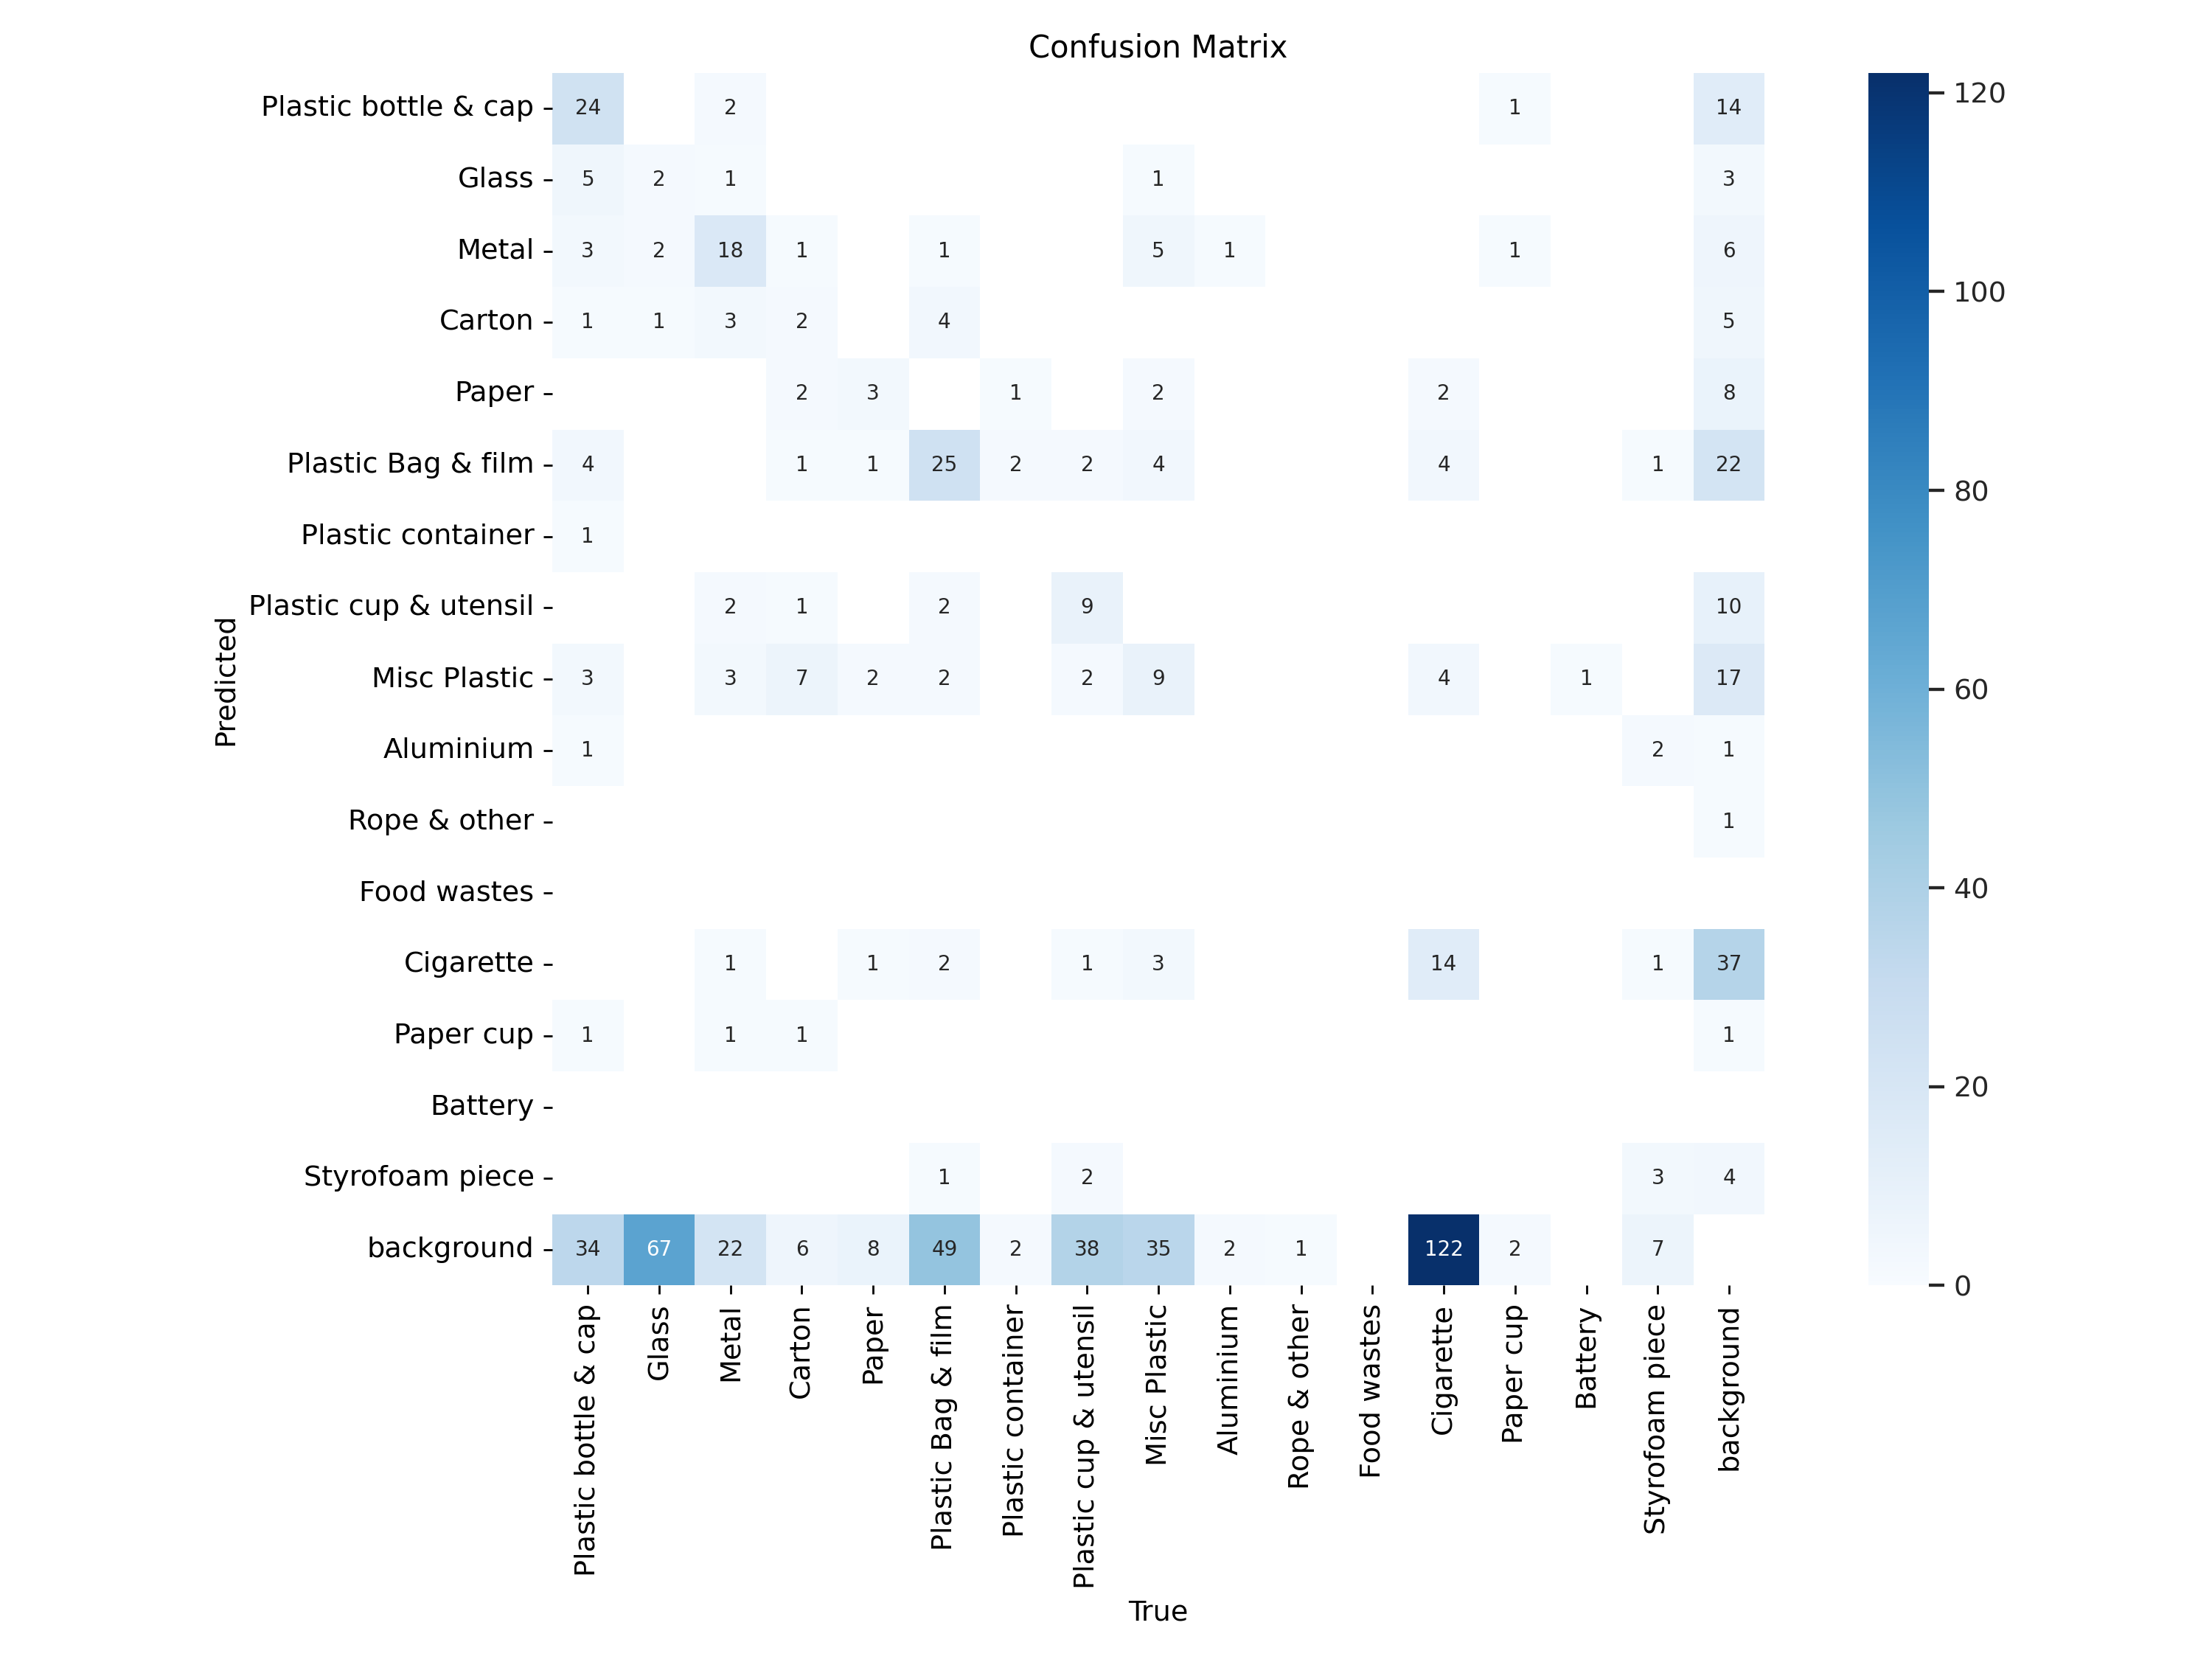 Confusion Matrix
Plastic bottle & cap 24 2 1 14
Glass 5 2 1 1 3
Metal 3 2 18 1 1 5 1 1 6
Carton 1 1 3 2 4 5
Paper 2 3 1 2 2 8
Plastic Bag & film 4 1 1 25 2 2 4 4 1 22
Plastic container 1
Plastic cup & utensil 2 1 2 9 10
Misc Plastic 3 3 7 2 2 2 9 4 1 17
Aluminium 1 2 1
Rope & other 1
Food wastes
Cigarette 1 1 2 1 3 14 1 37
Paper cup 1 1 1 1
Battery
Styrofoam piece 1 2 3 4
background 34 67 22 6 8 49 2 38 35 2 1 122 2 7
Predicted
Plastic bottle & cap
Glass
Metal
Carton
Paper
Plastic Bag & film
Plastic container
Plastic cup & utensil
Misc Plastic
Aluminium
Rope & other
Food wastes
Cigarette
Paper cup
Battery
Styrofoam piece
background
True
120
100
80
60
40
20
0